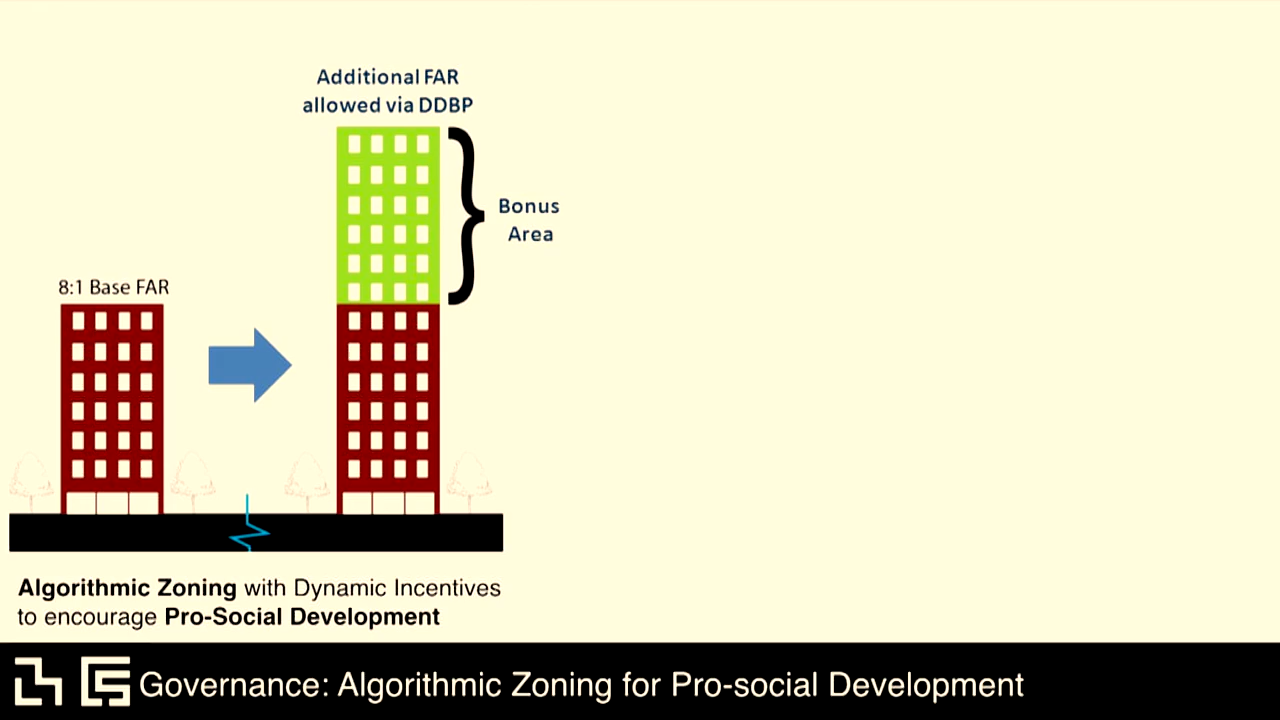 Additional FAR
allowed via DDBP
Bonus
Area
8:1 Base FAR
Algorithmic Zoning with Dynamic Incentives
to encourage Pro-Social Development
Governance: Algorithmic Zoning for Pro-social Development